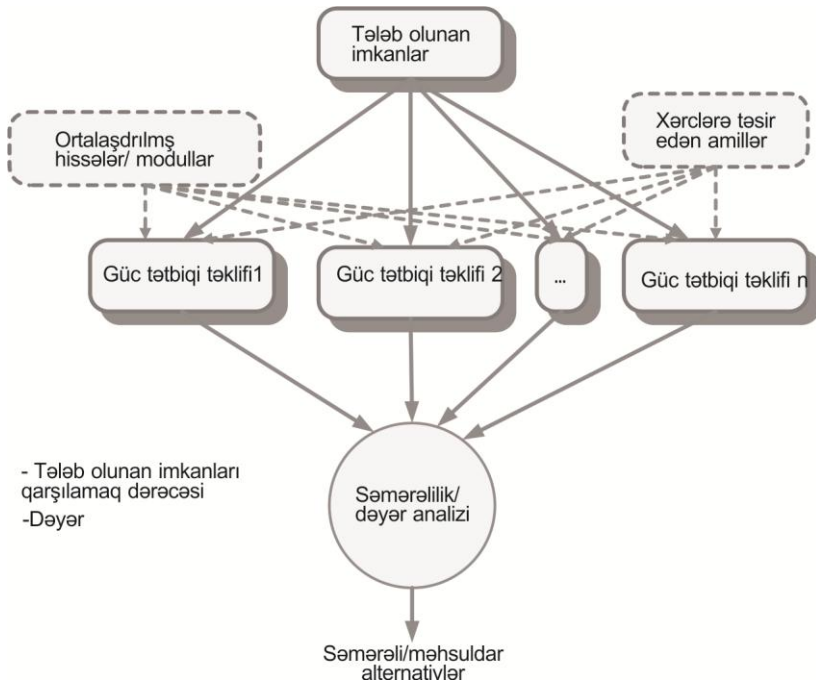 Tələb olunan
imkanlar
Ortalaşdrılmş
hissələr/ modullar
Xərclərə təsir
edən amillər
Güc tətbiqi təklifi1
Güc tətbiqi təklifi 2
...
Güc tətbiqi təklifi n
- Tələb olunan imkanları
qarşılamaq dərəcəsi
-Dəyər
Səmərəlilik/
dəyər analizi
Səmərəli/məhsuldar
alternativlər